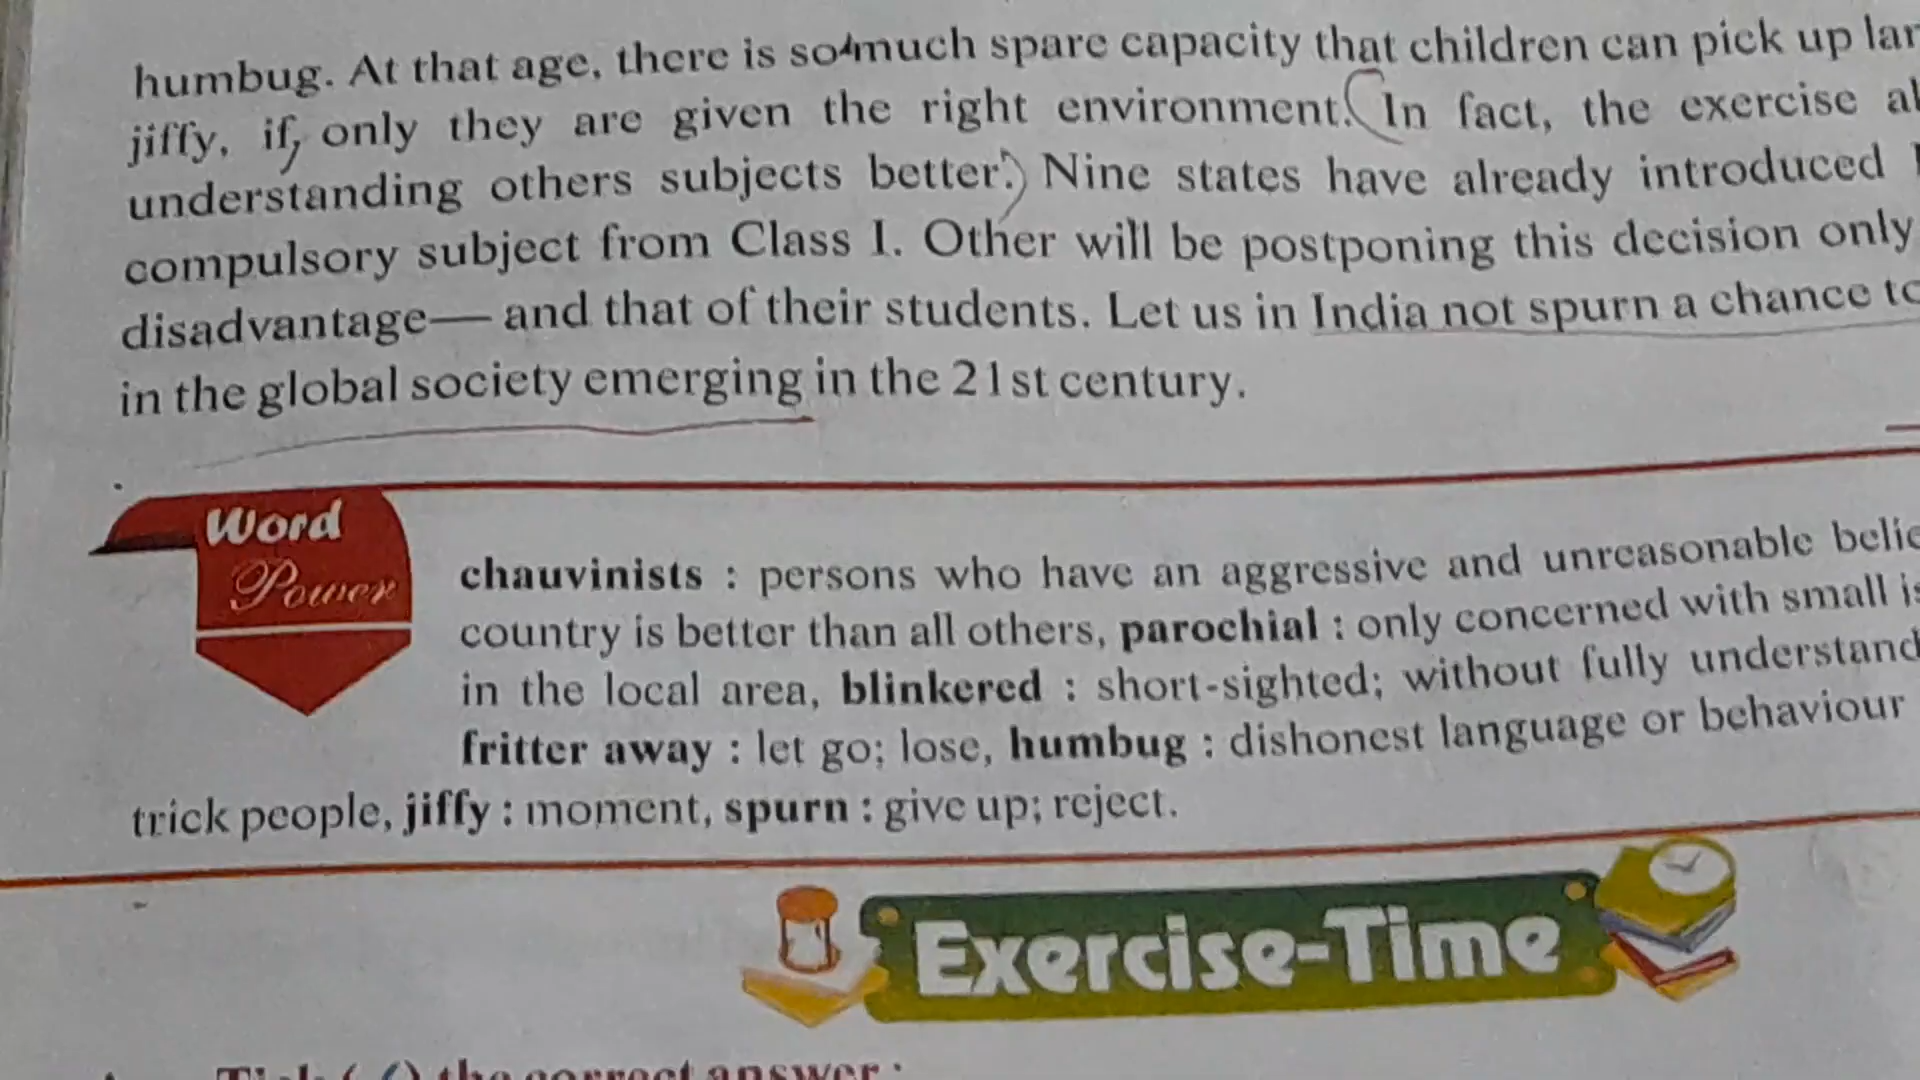 humbug. At that age, there is so much spare capacity that children can pick up
jiffy, if, only they are given the right environment. In fact, the exercise
understanding others subjects better. Nine states have already introduced
compulsory subject from Class I. Other will be postponing this decision only
disadvantage— and that of their students. Let us in India not spurn a chance to
in the global society emerging in the 21st century.
Word
Power
chauvinists : persons who have an aggressive and unreasonable
country is better than all others, parochial : only concerned with small
in the local area, blinkered : short-sighted; without fully
fritter away : let go; lose, humbug : dishonest language or behaviour
trick people, jiffy : moment, spurn : give up; reject.
Exercise-Time
Tick (✓) the correct answer :